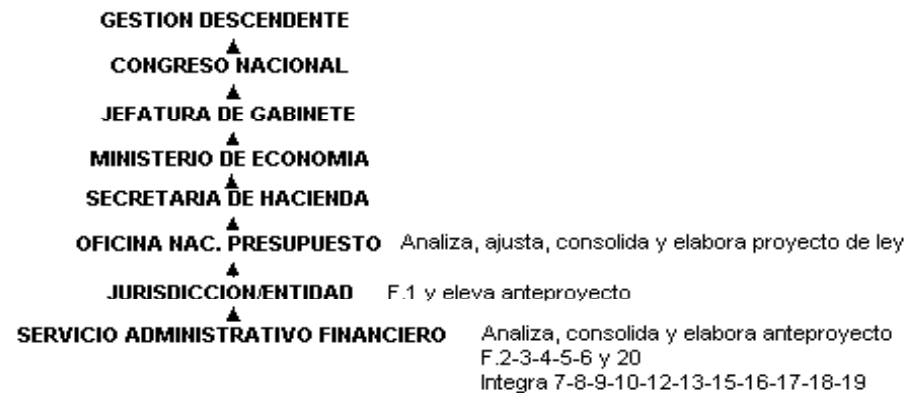 GESTION DESCENDENTE
CONGRESO NACIONAL
JEFATURA DE GABINETE
MINISTERIO DE ECONOMIA
SECRETARIA DE HACIENDA
OFICINA NAC. PRESUPUESTO Analiza, ajusta, consolida y elabora proyecto de ley
JURISDICCION/ENTIDAD F.1 y eleva anteproyecto
SERVICIO ADMINISTRATIVO FINANCIERO Analiza, consolida y elabora anteproyecto
F.2-3-4-5-6 y 20
Integra 7-8-9-10-12-13-15-16-17-18-19